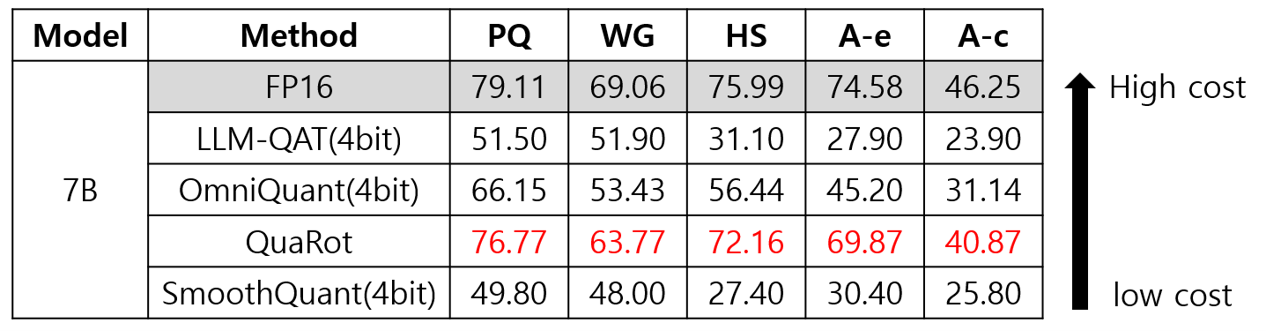 Model Method PQ WG HS A-e A-c
FP16 79.11 69.06 75.99 74.58 46.25 High cost
LLM-QAT(4bit) 51.50 51.90 31.10 27.90 23.90
7B OmniQuant(4bit) 66.15 53.43 56.44 45.20 31.14
QuaRot 76.77 63.77 72.16 69.87 40.87
SmoothQuant(4bit) 49.80 48.00 27.40 30.40 25.80 low cost